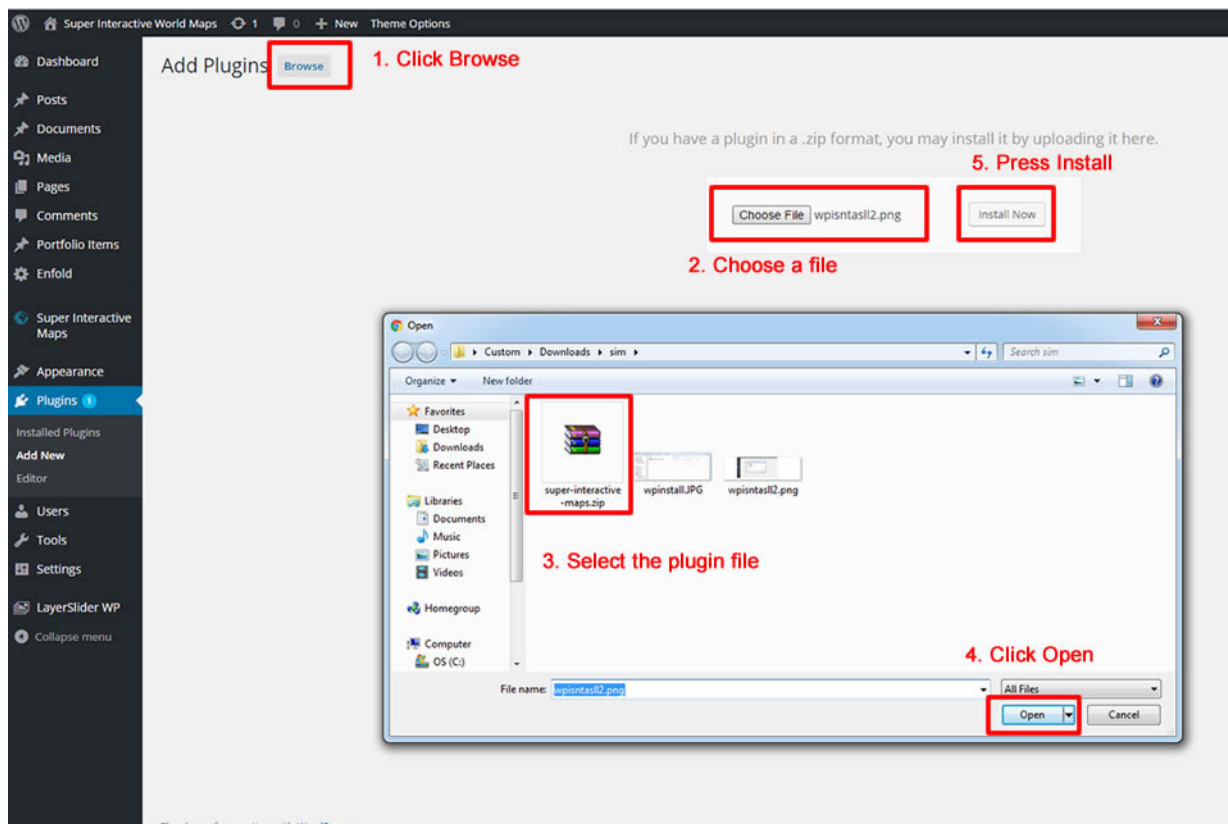 Super Interactive World Maps 1 0 + New Theme Options
Dashboard
Posts
Documents
Media
Pages
Comments
Portfolio Items
Enfold
Super Interactive
Maps
Appearance
Plugins 1
Installed Plugins
Add New
Editor
Users
Tools
Settings
LayerSlider WP
Collapse menu
Add Plugins Browse
1. Click Browse
If you have a plugin in a .zip format, you may install it by uploading it here.
5. Press Install
Choose File wpisntasll2.png
Install Now
2. Choose a file
Open
Custom Downloads sim
Search sim
Organize New folder
Favorites
Desktop
Downloads
Recent Places
Libraries
Documents
Music
Pictures
Videos
Homegroup
Computer
OS (C:)
super-interactive
-maps.zip
wpinstall.JPG
wpisntasll2.png
3. Select the plugin file
4. Click Open
File name: wpisntasll2.png
All Files
Open
Cancel